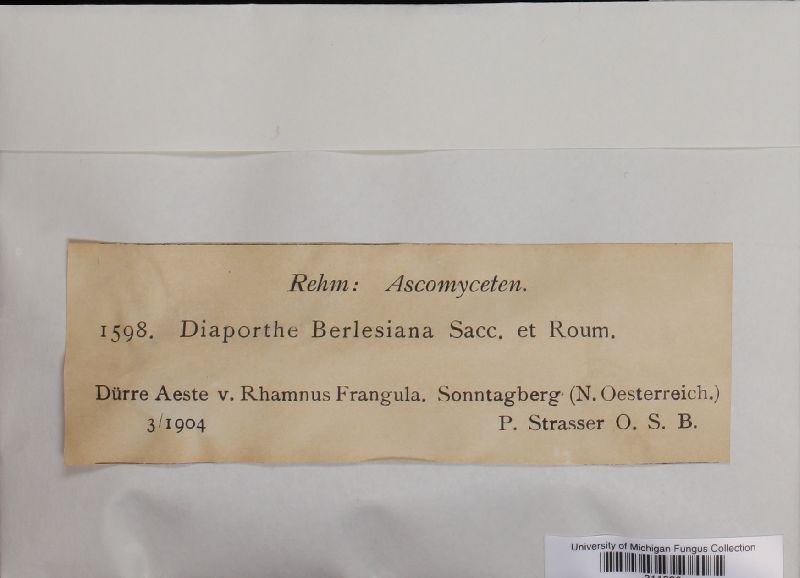 Rehm: Ascomyceten.
1598. Diaporthe Berlesiana Sacc. et Roum.
Dürre Aeste v. Rhamnus Frangula. Sonntagberg (N. Oesterreich.)
3/1904 P. Strasser O. S. B.
University of Michigan Fungus Collection